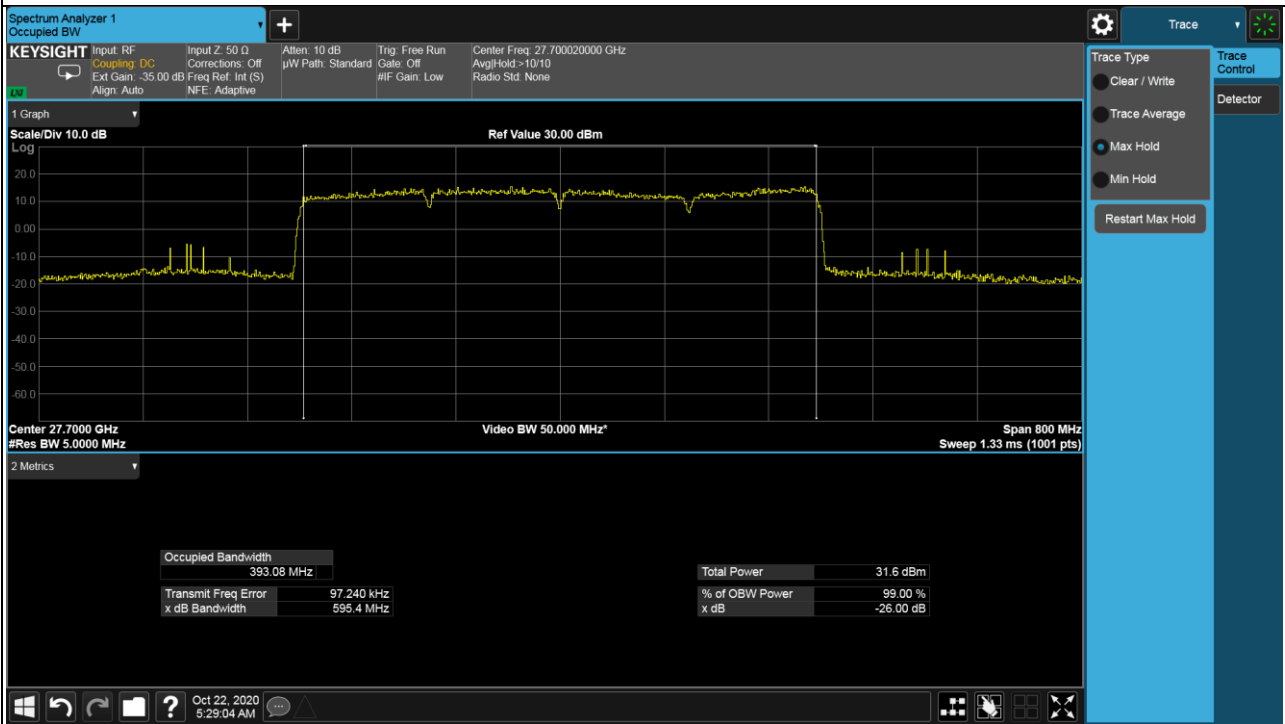 Spectrum Analyzer 1
Occupied BW
Trace
KEYSIGHT
Input: RF
Coupling: DC
Ext Gain: -35.00 dB
Align: Auto
Input Z: 50 Ω
Corrections: Off
Freq Ref: Int (S)
NFE: Adaptive
Atten: 10 dB
µW Path: Standard
Trig: Free Run
Gate: Off
#IF Gain: Low
Center Freq: 27.700020000 GHz
Avg|Hold:>10/10
Radio Std: None
LXI
Trace Type
Clear / Write
Trace Average
Max Hold
Min Hold
Restart Max Hold
Trace
Control
Detector
1 Graph
Scale/Div 10.0 dB
Ref Value 30.00 dBm
Log
20.0
10.0
0.00
-10.0
-20.0
-30.0
-40.0
-50.0
-60.0
Center 27.7000 GHz
#Res BW 5.0000 MHz
Video BW 50.000 MHz*
Span 800 MHz
Sweep 1.33 ms (1001 pts)
2 Metrics
Occupied Bandwidth
393.08 MHz
Transmit Freq Error 97.240 kHz
x dB Bandwidth 595.4 MHz
Total Power 31.6 dBm
% of OBW Power 99.00 %
x dB -26.00 dB
?
Oct 22, 2020
5:29:04 AM